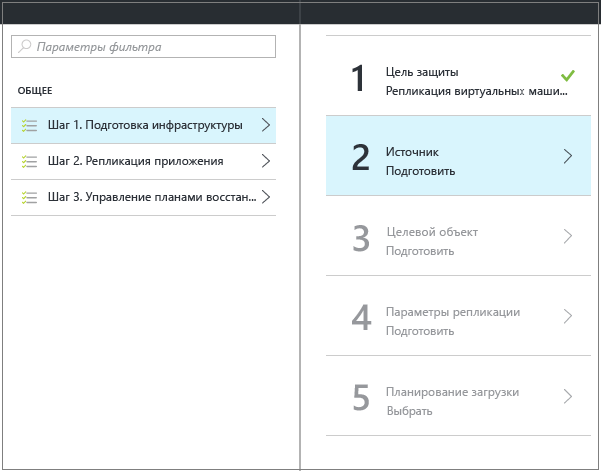 Параметры фильтра
ОБЩЕЕ
Шаг 1. Подготовка инфраструктуры
Шаг 2. Репликация приложения
Шаг 3. Управление планами восстан...
1
Цель защиты
Репликация виртуальных маши...
2
Источник
Подготовить
3
Целевой объект
Подготовить
4
Параметры репликации
Подготовить
5
Планирование загрузки
Выбрать